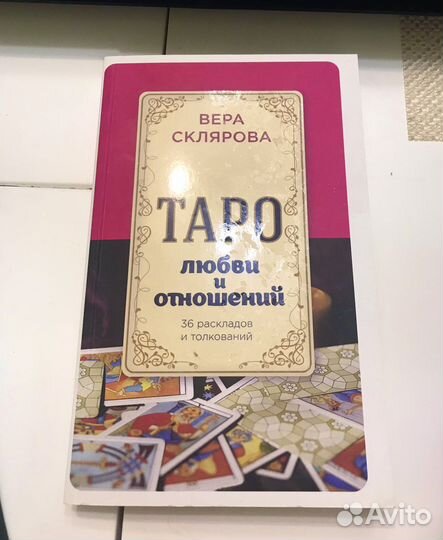 ВЕРА
СКЛЯРОВА
ТАРО
любви
и
отношений
36 раскладов
и толкований
Avito